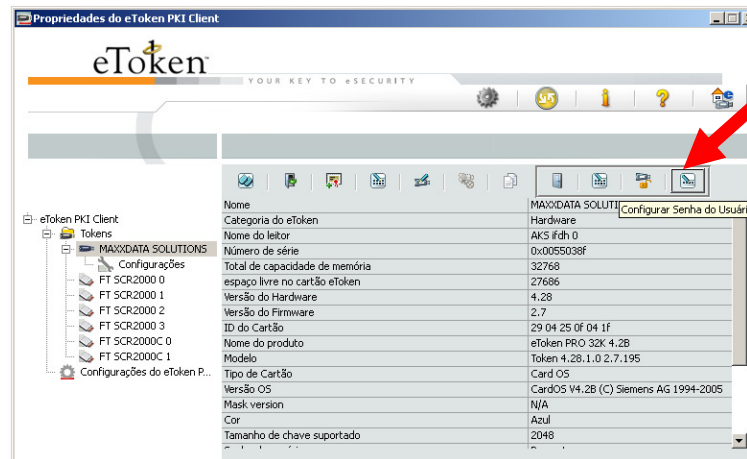 Propriedades do eToken PKI Client
eToken
YOUR KEY TO eSECURITY
Nome MAXXDATA SOLUTI
Configurar Senha do Usuári
Categoria do eToken Hardware
Nome do leitor AKS ifdh 0
Número de série 0x0055038f
Total de capacidade de memória 32768
espaço livre no cartão eToken 27686
Versão do Hardware 4.28
Versão do Firmware 2.7
ID do Cartão 29 04 25 0f 04 1f
Nome do produto eToken PRO 32K 4.2B
Modelo Token 4.28.1.0 2.7.195
Tipo de Cartão Card OS
Versão OS CardOS V4.2B (C) Siemens AG 1994-2005
Mask version N/A
Cor Azul
Tamanho de chave suportado 2048
eToken PKI Client
Tokens
MAXXDATA SOLUTIONS
Configurações
FT SCR2000 0
FT SCR2000 1
FT SCR2000 2
FT SCR2000 3
FT SCR2000C 0
FT SCR2000C 1
Configurações do eToken P...